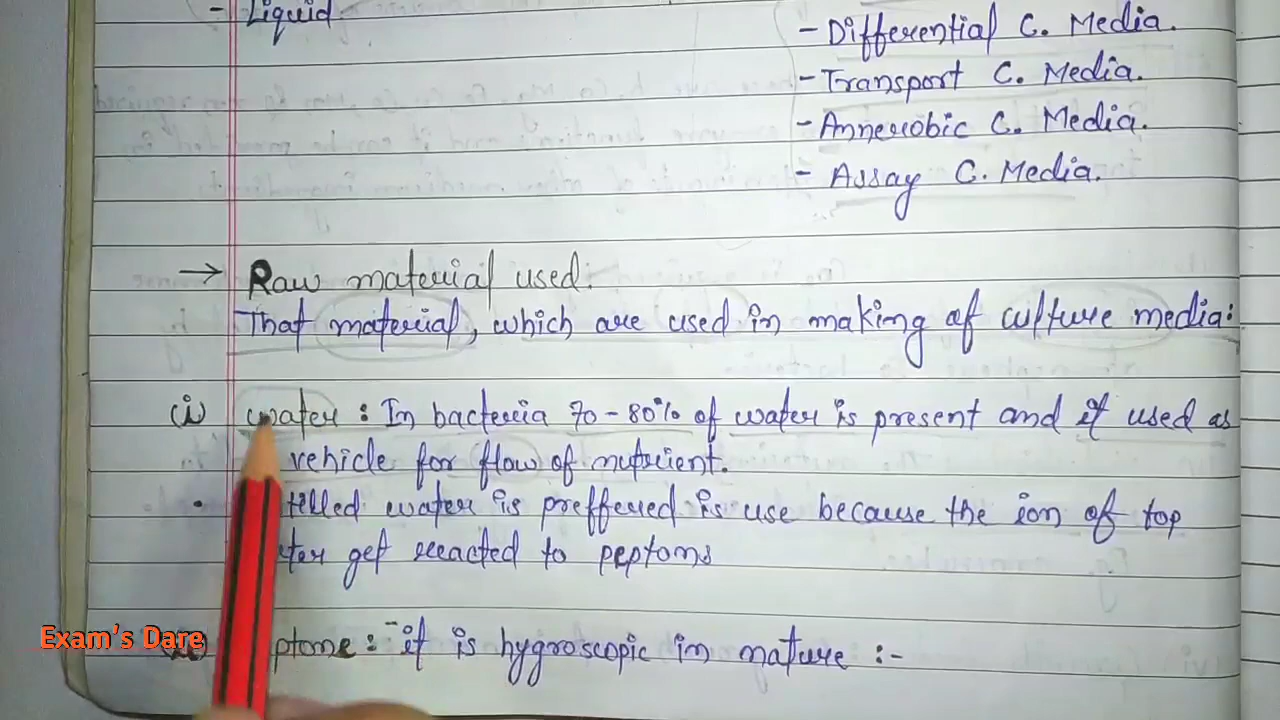 - Liquid
- Differential C. Media.
- Transport C. Media.
- Annerobic C. Media.
- Assay C. Media.
→ Raw material used:
That material, which are used in making of culture media:
(i) water : In bacteria 70-80% of water is present and it used as
vehicle for flow of nutrient.
• tilled water is preffered is use because the ion of top
ter get reacted to peptons
ptome : - it is hygroscopic in nature :-
Exam's Dare